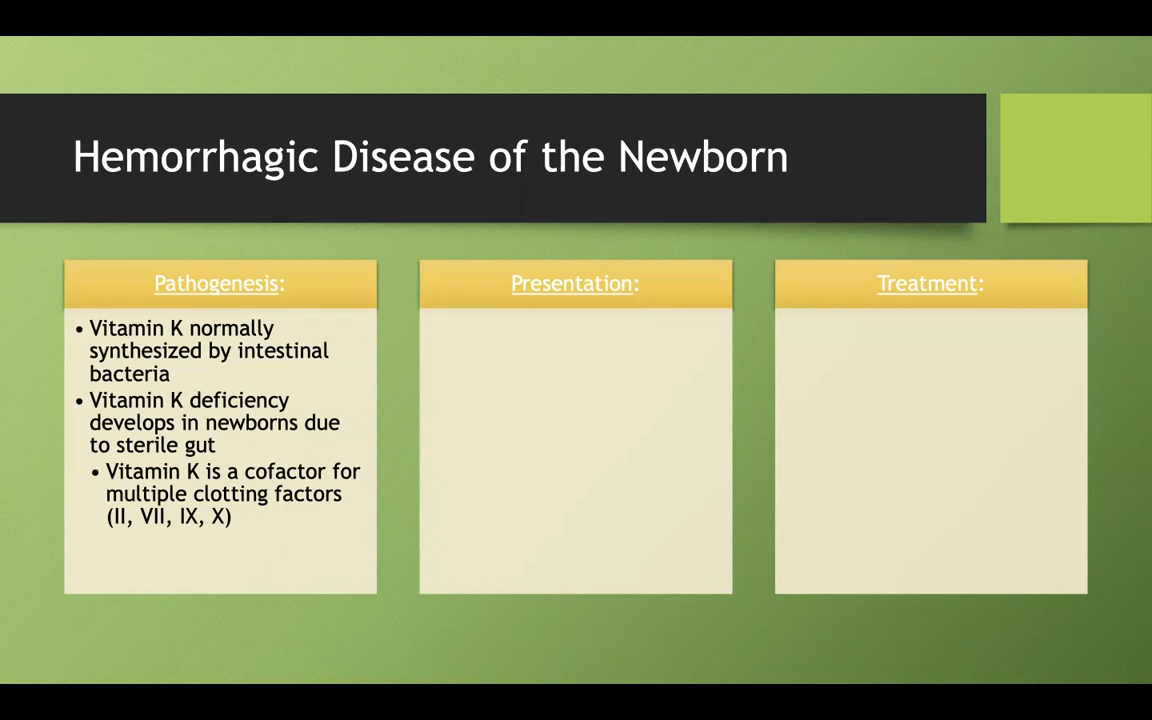 Hemorrhagic Disease of the Newborn
Pathogenesis:
• Vitamin K normally
synthesized by intestinal
bacteria
• Vitamin K deficiency
develops in newborns due
to sterile gut
• Vitamin K is a cofactor for
multiple clotting factors
(II, VII, IX, X)
Presentation:
Treatment: